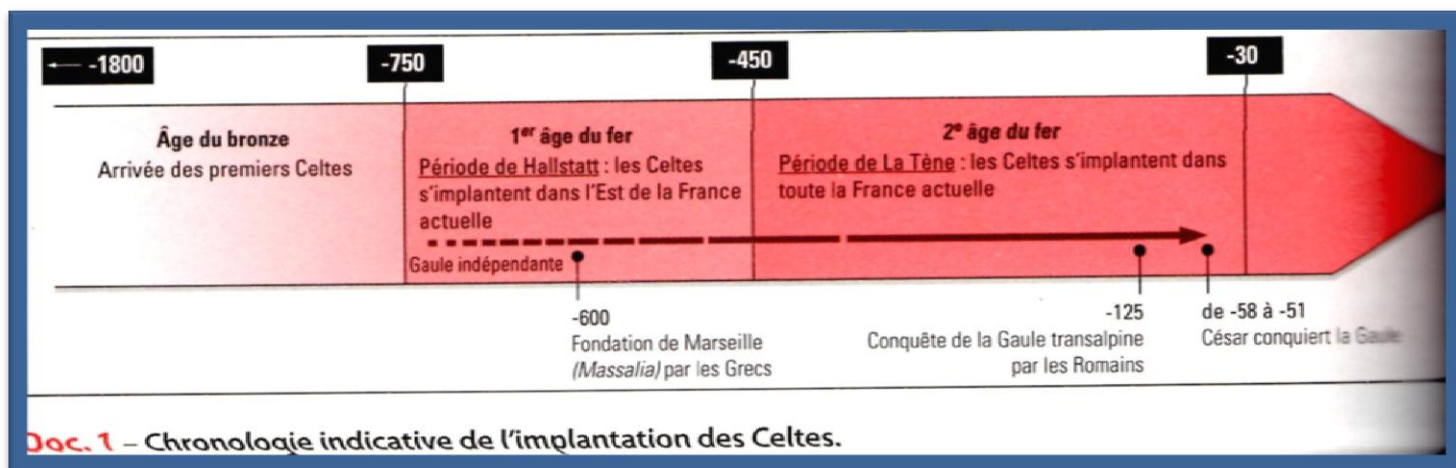 ← -1800
-750
-450
-30
Âge du bronze
Arrivée des premiers Celtes
1er âge du fer
Période de Hallstatt : les Celtes
s'implantent dans l'Est de la France
actuelle
2e âge du fer
Période de La Tène : les Celtes s'implantent dans
toute la France actuelle
Gaule indépendante
-600
Fondation de Marseille
(Massalia) par les Grecs
-125
Conquête de la Gaule transalpine
par les Romains
de -58 à -51
César conquiert la Gaule
Doc. 1 – Chronologie indicative de l'implantation des Celtes.